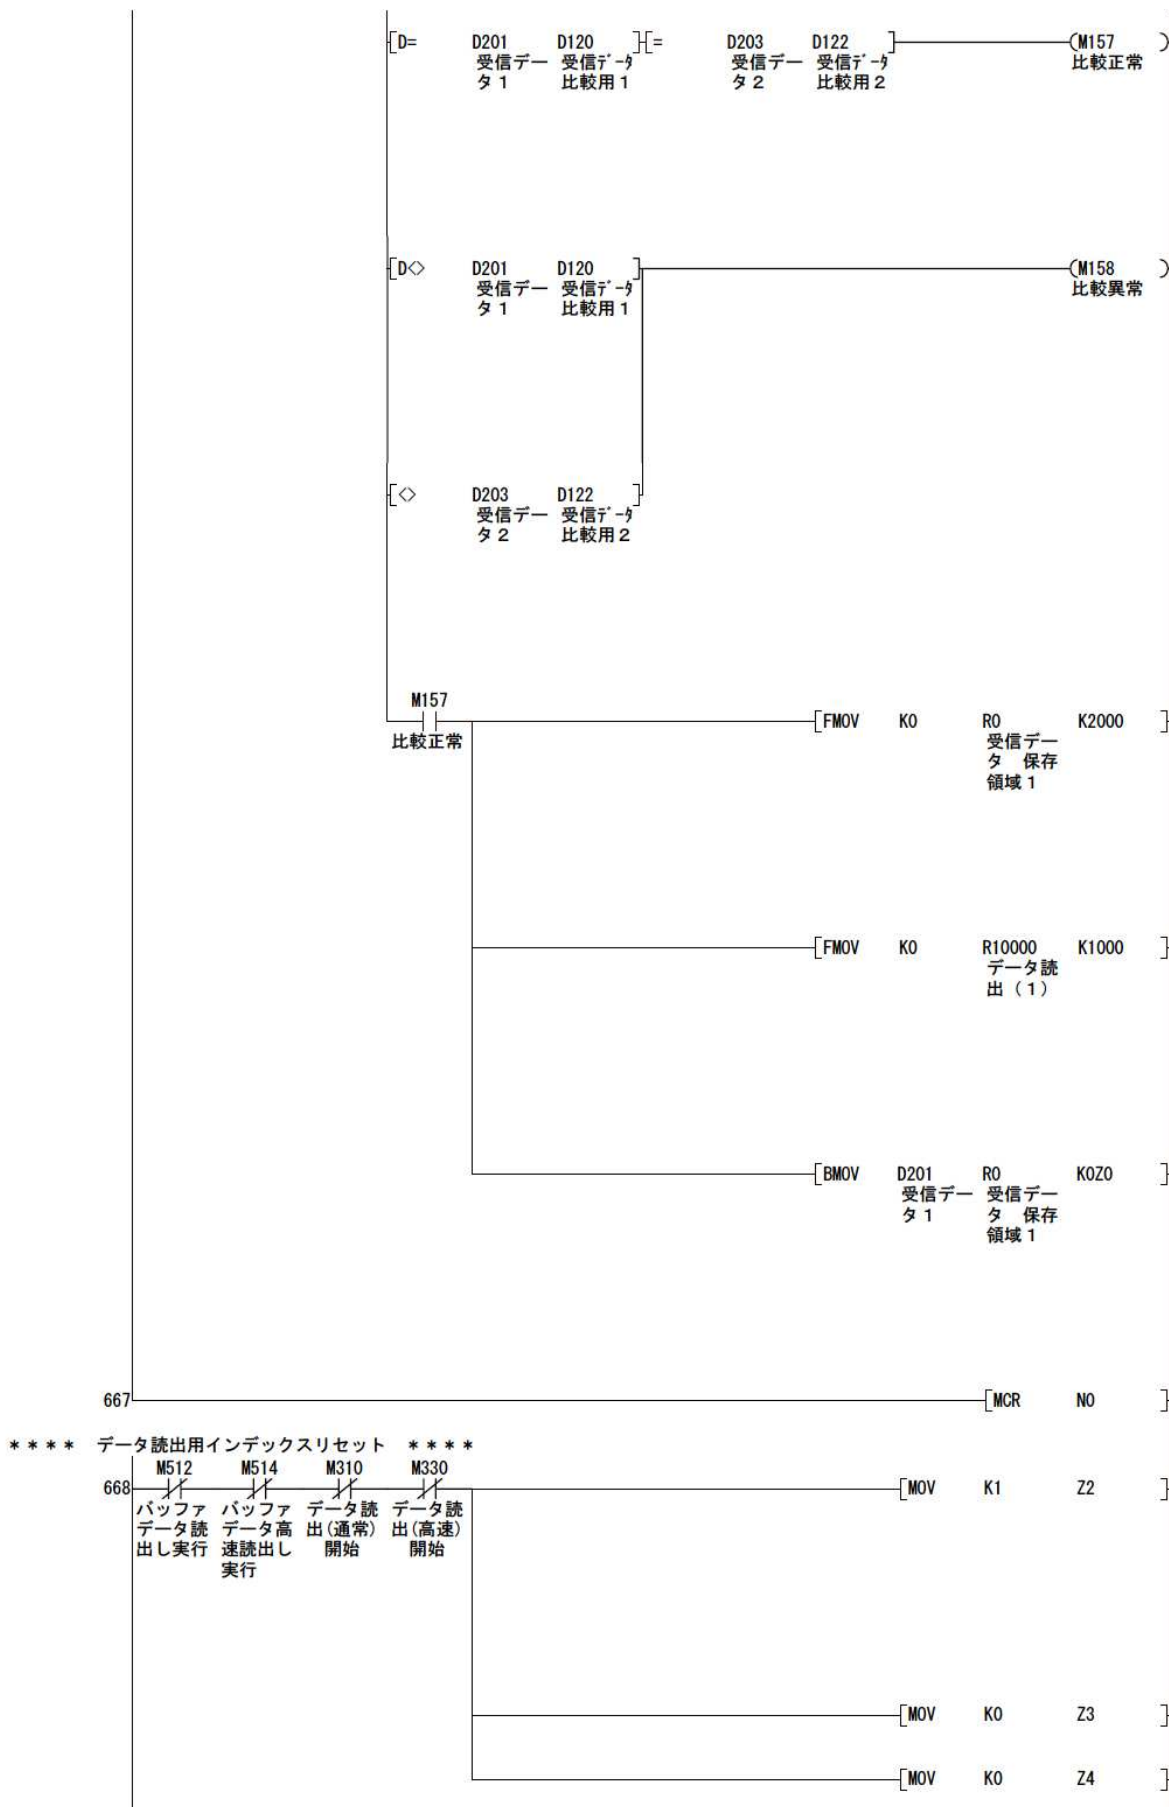 [D= D201 D120 ][= D203 D122 ] (M157 )
受信デー 受信ﾃﾞｰﾀ 受信デー 受信ﾃﾞｰﾀ 比較正常
タ１ 比較用１ タ２ 比較用２
[D<> D201 D120 ] (M158 )
受信デー 受信ﾃﾞｰﾀ 比較異常
タ１ 比較用１
[<> D203 D122 ]
受信デー 受信ﾃﾞｰﾀ
タ２ 比較用２
M157
[FMOV K0 R0 K2000 ]
比較正常 受信デー
タ 保存
領域１
[FMOV K0 R10000 K1000 ]
データ読
出（１）
[BMOV D201 R0 K0Z0 ]
受信デー 受信デー
タ１ タ 保存
領域１
667 [MCR N0 ]
＊＊＊＊ データ読出用インデックスリセット ＊＊＊＊
M512 M514 M310 M330
668 [MOV K1 Z2 ]
バッファ バッファ データ読 データ読
データ読 データ高 出(通常) 出(高速)
出し実行 速読出し 開始 開始
実行
[MOV K0 Z3 ]
[MOV K0 Z4 ]